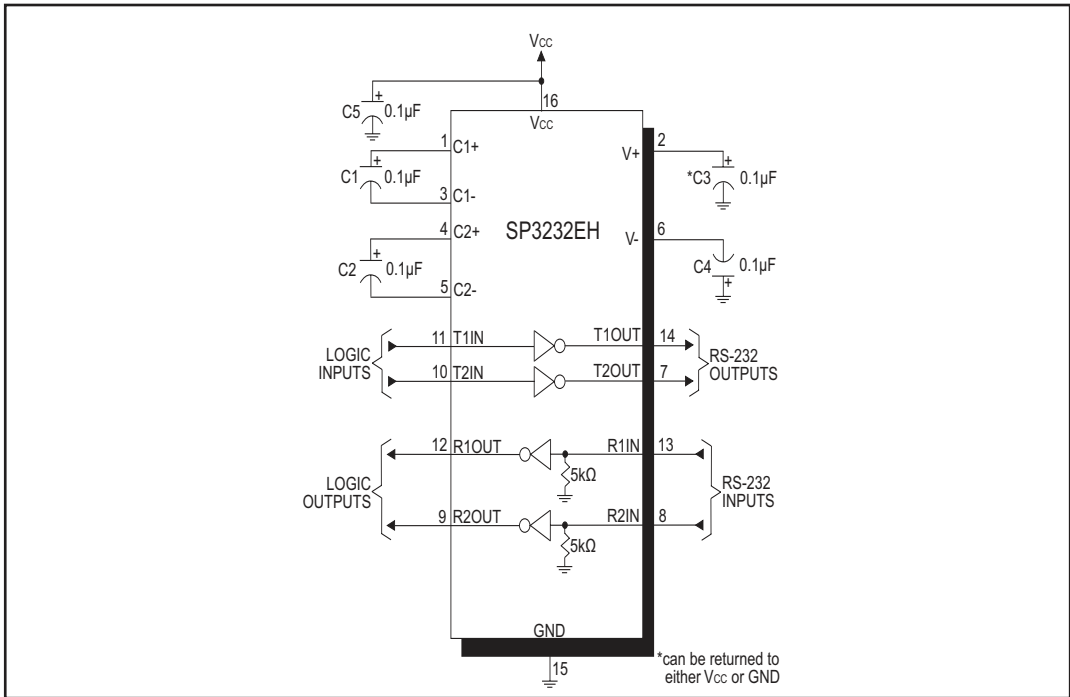 VCC
C5 + 0.1µF
16
VCC
1 C1+
C1 + 0.1µF
3 C1-
4 C2+
C2 + 0.1µF
5 C2-
SP3232EH
V+ 2
*C3 + 0.1µF
V- 6
C4 0.1µF
+
LOGIC
INPUTS
11 T1IN
T1OUT 14
10 T2IN
T2OUT 7
RS-232
OUTPUTS
LOGIC
OUTPUTS
12 R1OUT
R1IN 13
5kΩ
9 R2OUT
R2IN 8
5kΩ
RS-232
INPUTS
GND
15
*can be returned to
either VCC or GND